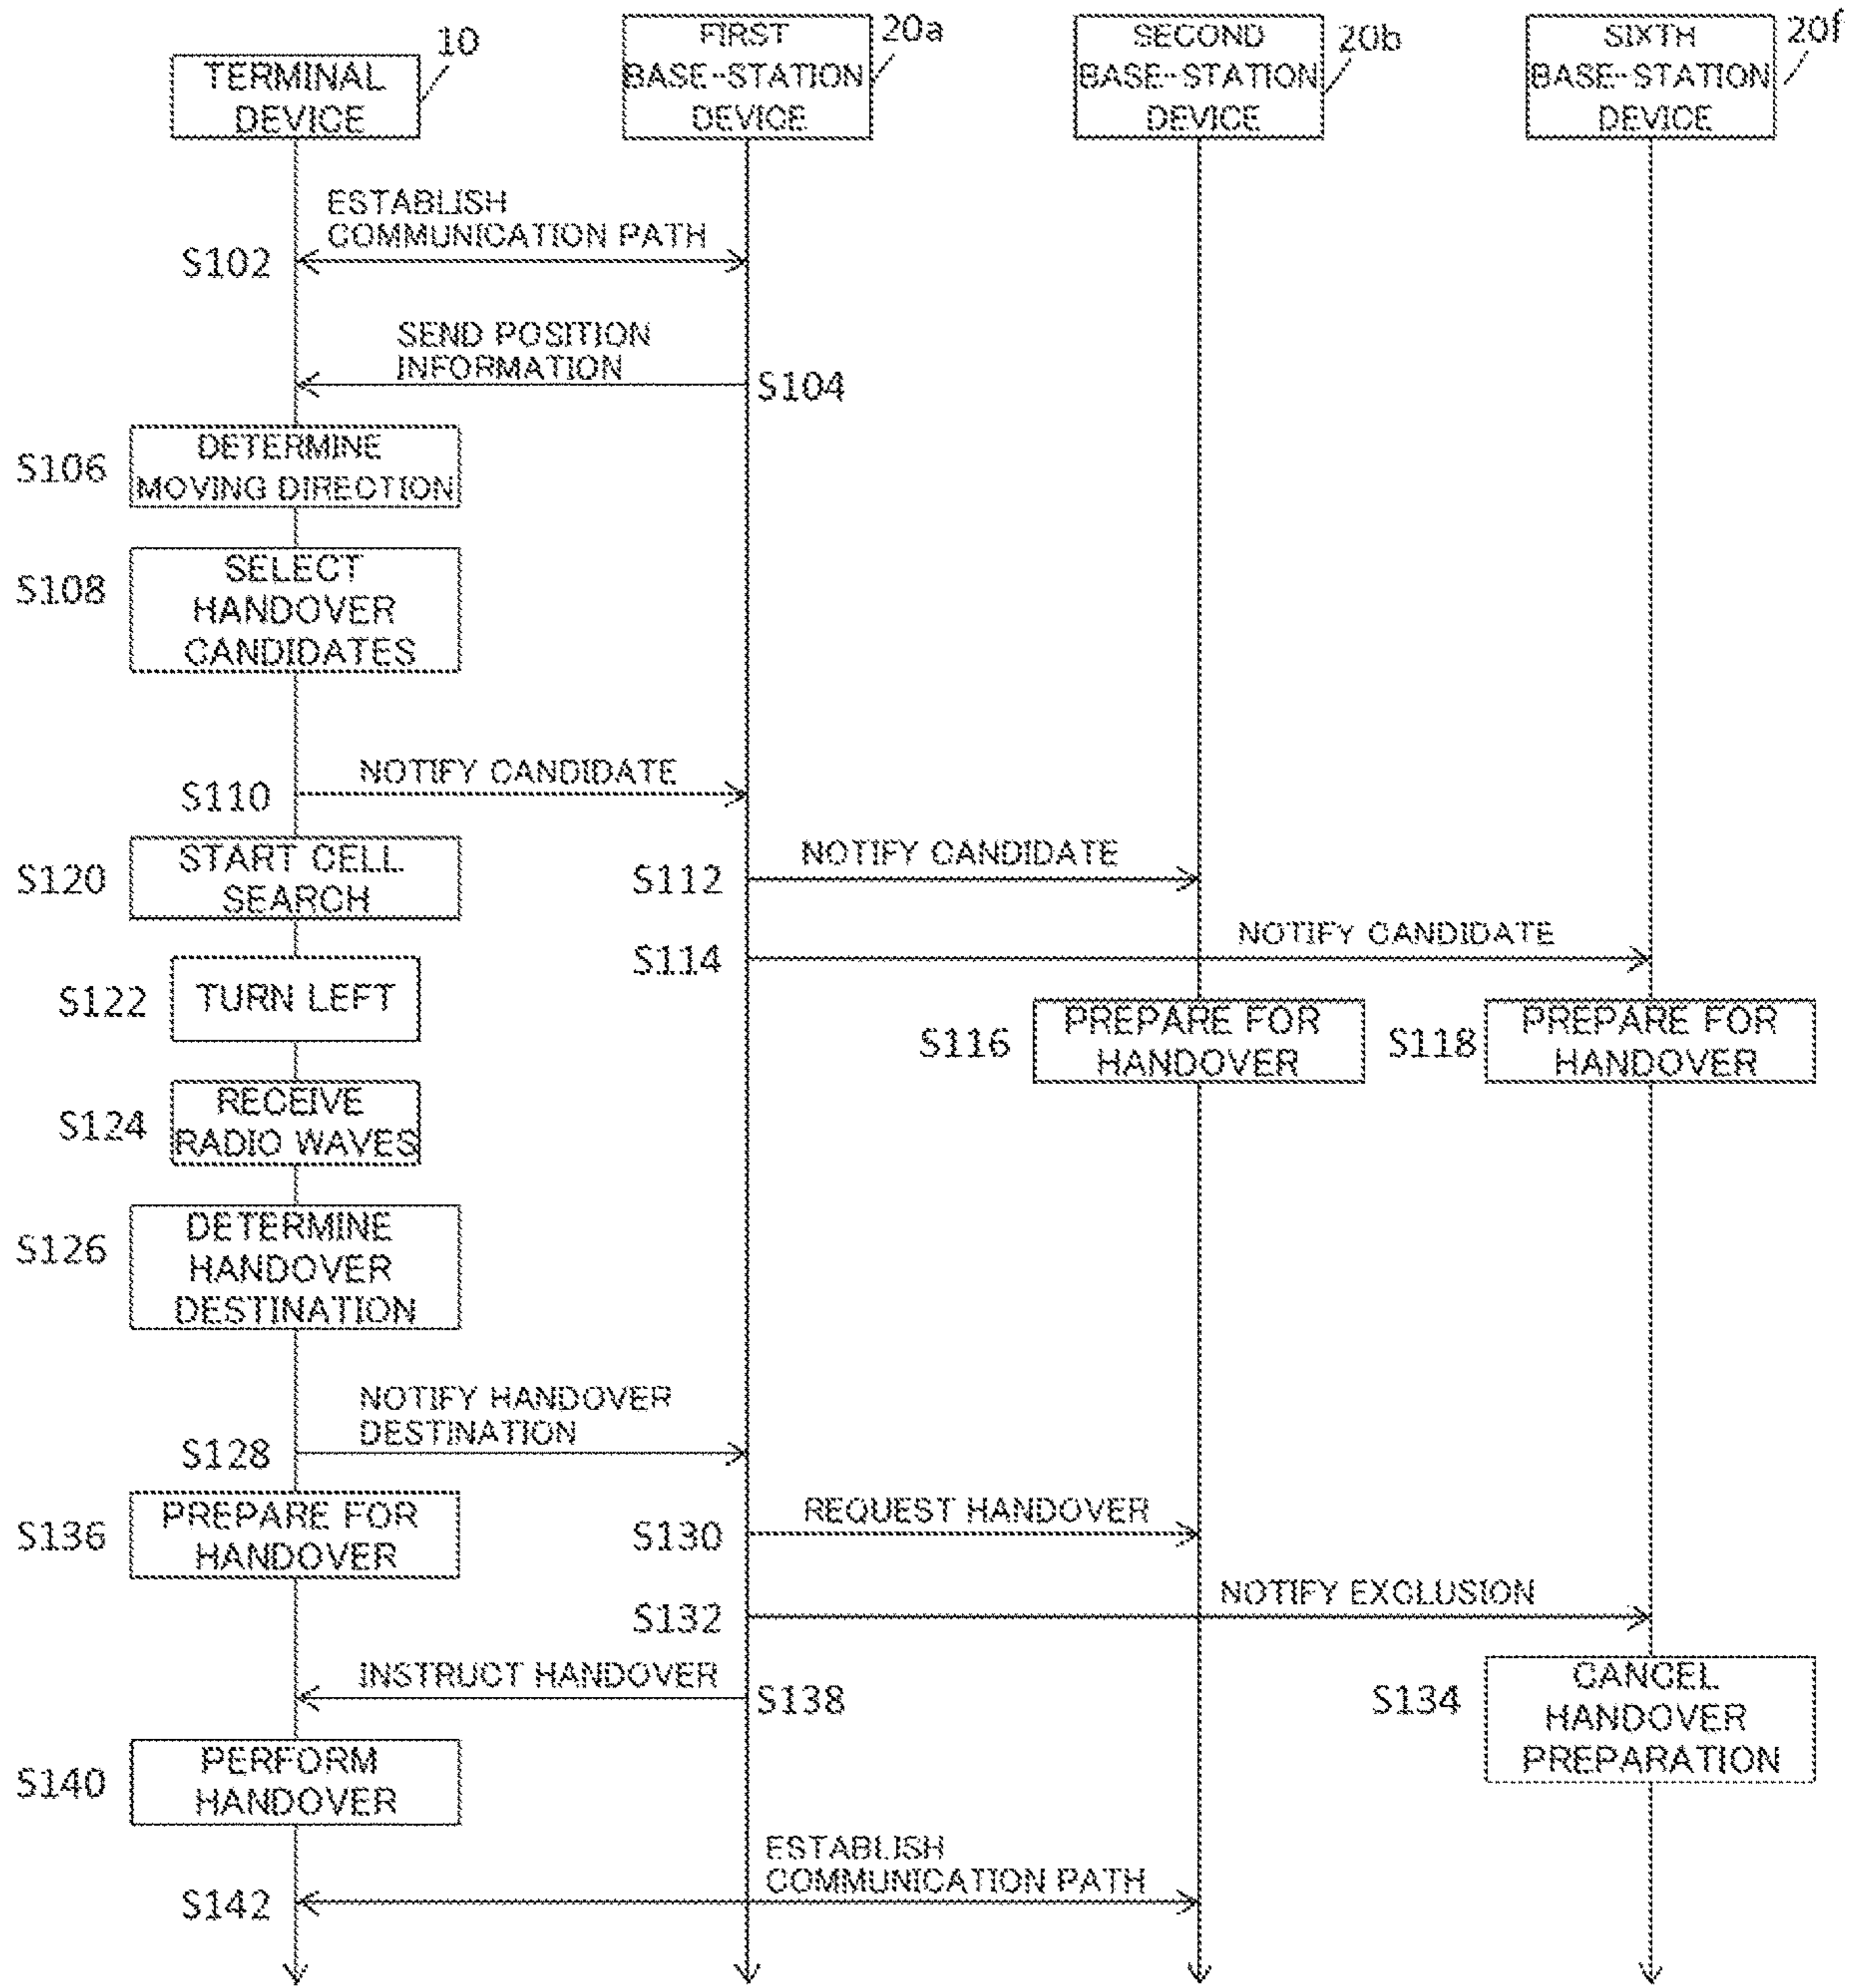 10
TERMINAL
DEVICE
20a
FIRST
BASE-STATION
DEVICE
20b
SECOND
BASE-STATION
DEVICE
20f
SIXTH
BASE-STATION
DEVICE
ESTABLISH
COMMUNICATION PATH
S102
SEND POSITION
INFORMATION
S104
S106
DETERMINE
MOVING DIRECTION
S108
SELECT
HANDOVER
CANDIDATES
NOTIFY CANDIDATE
S110
S120
START CELL
SEARCH
NOTIFY CANDIDATE
S112
NOTIFY CANDIDATE
S114
S122
TURN LEFT
S116
PREPARE FOR
HANDOVER
S118
PREPARE FOR
HANDOVER
S124
RECEIVE
RADIO WAVES
S126
DETERMINE
HANDOVER
DESTINATION
NOTIFY HANDOVER
DESTINATION
S128
S136
PREPARE FOR
HANDOVER
REQUEST HANDOVER
S130
NOTIFY EXCLUSION
S132
INSTRUCT HANDOVER
S138
S134
CANCEL
HANDOVER
PREPARATION
S140
PERFORM
HANDOVER
ESTABLISH
COMMUNICATION PATH
S142